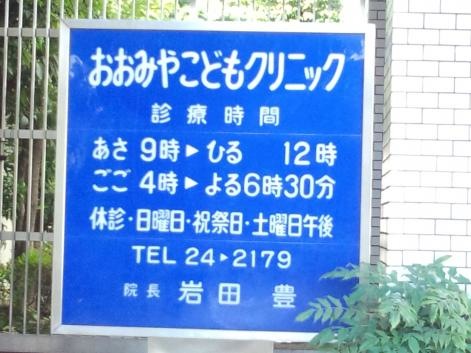 おおみやこどもクリニック
診療時間
あさ 9時▶ひる 12時
ごご 4時▶よる6時30分
休診・日曜日・祝祭日・土曜日午後
TEL 24▶2179
院長 岩田 豊